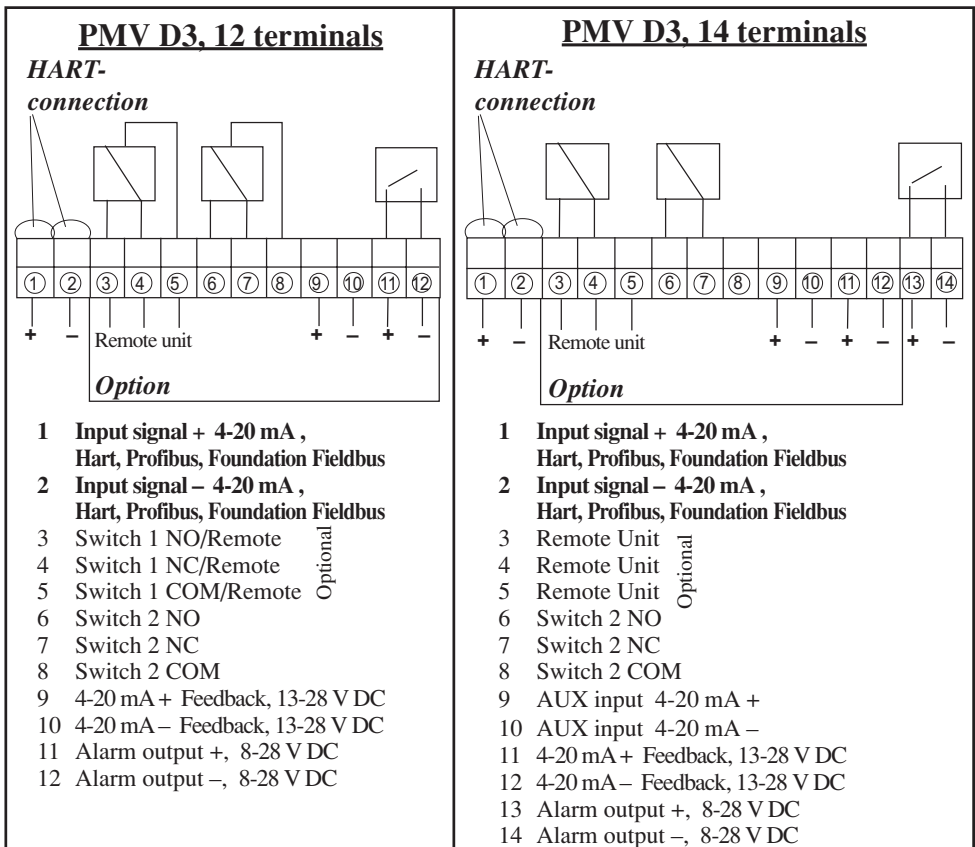 PMV D3, 12 terminals
HART-
connection
1 2 3 4 5 6 7 8 9 10 11 12
+ – Remote unit + – + –
Option
1 Input signal + 4-20 mA ,
Hart, Profibus, Foundation Fieldbus
2 Input signal – 4-20 mA ,
Hart, Profibus, Foundation Fieldbus
3 Switch 1 NO/Remote
4 Switch 1 NC/Remote
5 Switch 1 COM/Remote
Optional
6 Switch 2 NO
7 Switch 2 NC
8 Switch 2 COM
9 4-20 mA + Feedback, 13-28 V DC
10 4-20 mA – Feedback, 13-28 V DC
11 Alarm output +, 8-28 V DC
12 Alarm output –, 8-28 V DC
PMV D3, 14 terminals
HART-
connection
1 2 3 4 5 6 7 8 9 10 11 12 13 14
+ – Remote unit + – + – + –
Option
1 Input signal + 4-20 mA ,
Hart, Profibus, Foundation Fieldbus
2 Input signal – 4-20 mA ,
Hart, Profibus, Foundation Fieldbus
3 Remote Unit
4 Remote Unit
5 Remote Unit
Optional
6 Switch 2 NO
7 Switch 2 NC
8 Switch 2 COM
9 AUX input 4-20 mA +
10 AUX input 4-20 mA –
11 4-20 mA + Feedback, 13-28 V DC
12 4-20 mA – Feedback, 13-28 V DC
13 Alarm output +, 8-28 V DC
14 Alarm output –, 8-28 V DC